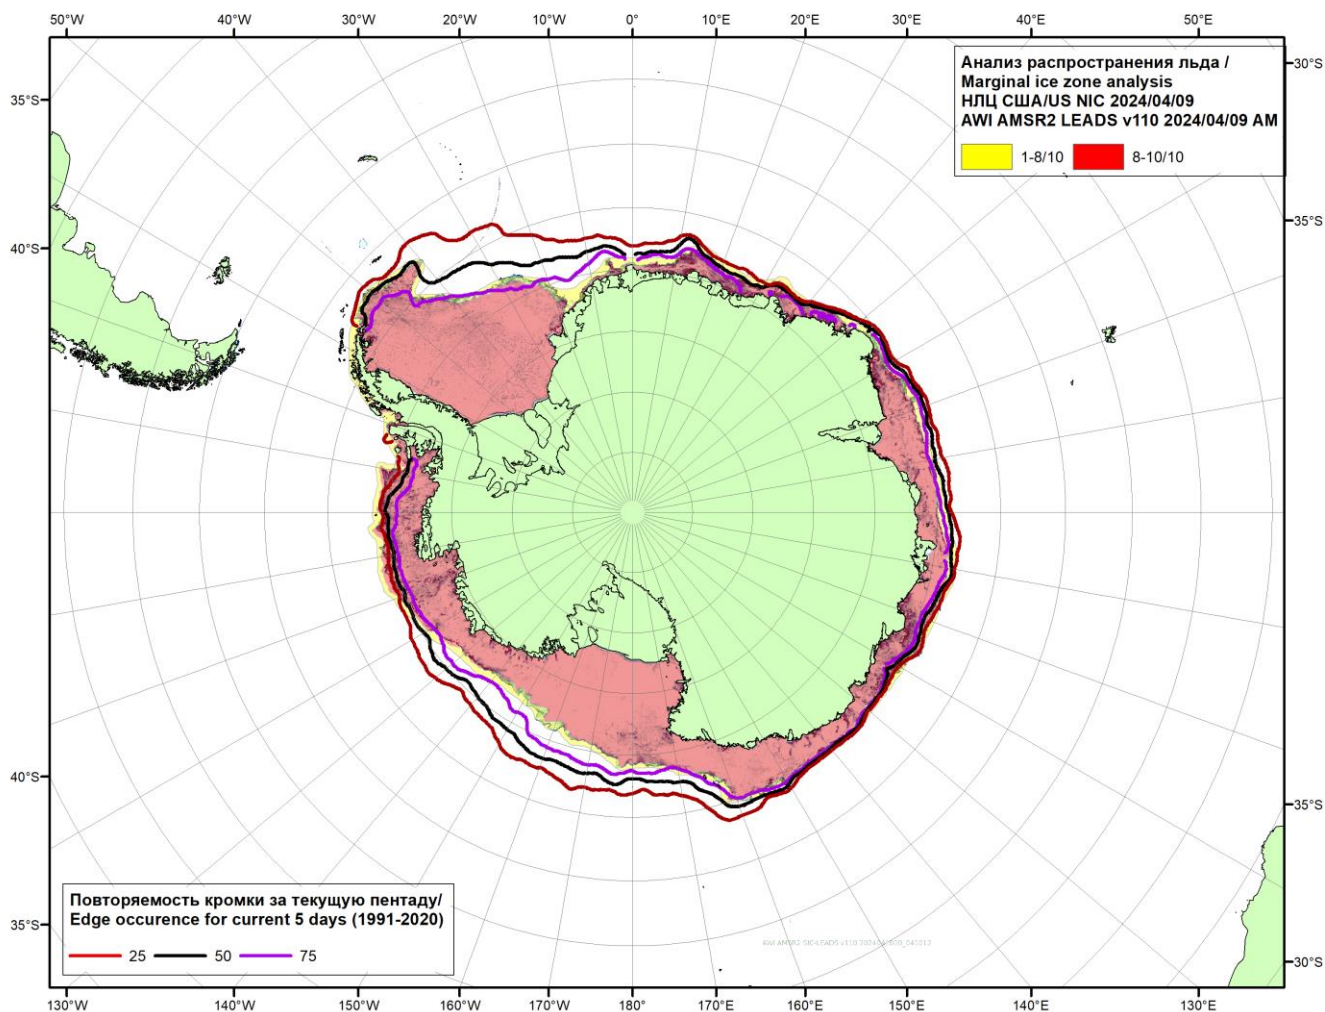 50°W 40°W 30°W 20°W 10°W 0° 10°E 20°E 30°E 40°E 50°E
Анализ распространения льда /
Marginal ice zone analysis
НЛЦ США/US NIC 2024/04/09
AWI AMSR2 LEADS v110 2024/04/09 AM
1-8/10 8-10/10
30°S
35°S
35°S
40°S
40°S
35°S
Повторяемость кромки за текущую пентаду/
Edge occurence for current 5 days (1991-2020)
25 50 75
35°S
30°S
130°W 140°W 150°W 160°W 170°W 180° 170°E 160°E 150°E 140°E 130°E